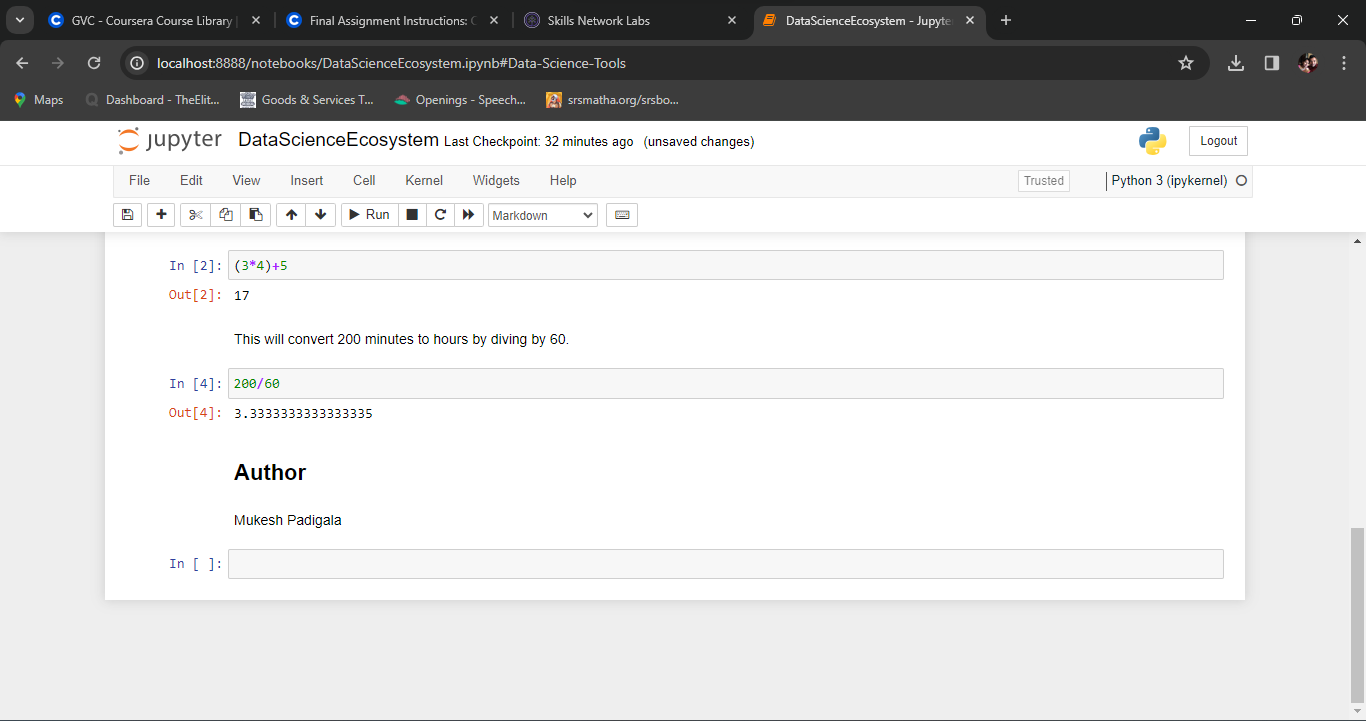 GVC - Coursera Course Library
Final Assignment Instructions: C
Skills Network Labs
DataScienceEcosystem - Jupyte
localhost:8888/notebooks/DataScienceEcosystem.ipynb#Data-Science-Tools
Maps
Dashboard - TheElit...
Goods & Services T...
Openings - Speech...
srsmatha.org/srsbo...
jupyter DataScienceEcosystem Last Checkpoint: 32 minutes ago (unsaved changes)
Logout
File Edit View Insert Cell Kernel Widgets Help
Trusted
Python 3 (ipykernel)
Run
Markdown
In [2]: (3*4)+5
Out[2]: 17
This will convert 200 minutes to hours by diving by 60.
In [4]: 200/60
Out[4]: 3.3333333333333335
Author
Mukesh Padigala
In [ ]: